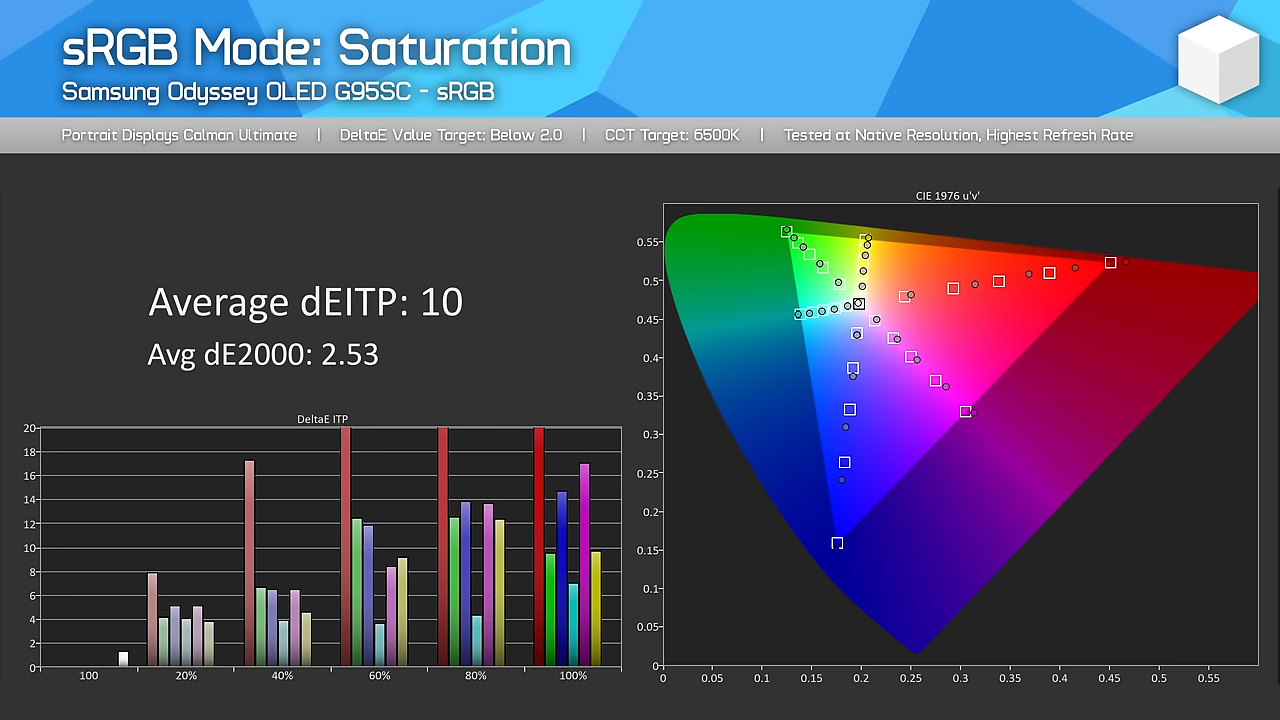 sRGB Mode: Saturation
Samsung Odyssey OLED G95SC - sRGB
Portrait Displays Calman Ultimate | DeltaE Value Target: Below 2.0 | CCT Target: 6500K | Tested at Native Resolution, Highest Refresh Rate
Average dEITP: 10
Avg dE2000: 2.53
DeltaE ITP
20
18
16
14
12
10
8
6
4
2
0
100 20% 40% 60% 80% 100%
CIE 1976 u'v'
0.55
0.5
0.45
0.4
0.35
0.3
0.25
0.2
0.15
0.1
0.05
0
0 0.05 0.1 0.15 0.2 0.25 0.3 0.35 0.4 0.45 0.5 0.55